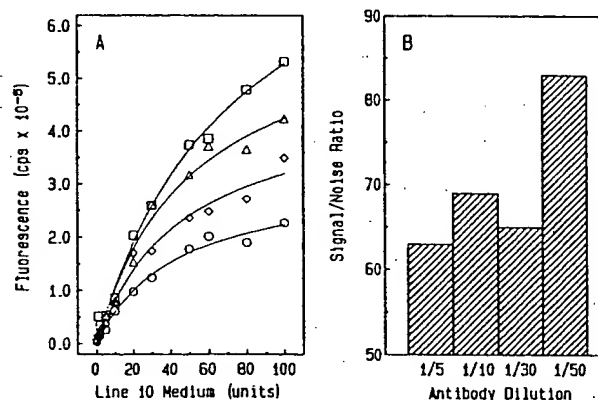 A
6.0
5.0
4.0
3.0
2.0
1.0
0.0
Fluorescence (cps x 10⁻⁵)
0 20 40 60 80 100
Line 10 Medium (units)
B
90
80
70
60
50
Signal/Noise Ratio
1/5 1/10 1/30 1/50
Antibody Dilution